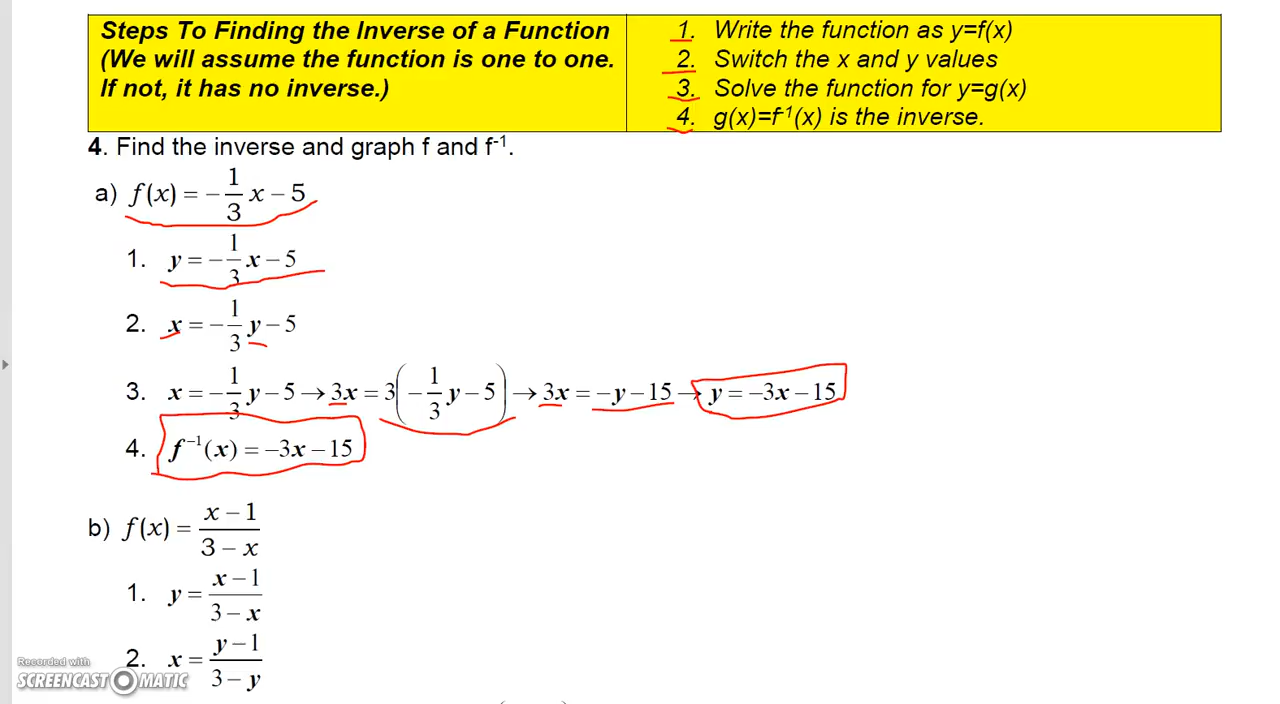 Steps To Finding the Inverse of a Function
(We will assume the function is one to one.
If not, it has no inverse.)
1. Write the function as y=f(x)
2. Switch the x and y values
3. Solve the function for y=g(x)
4. g(x)=f⁻¹(x) is the inverse.
4. Find the inverse and graph f and f⁻¹.
a) f(x) = −1/3 x − 5
1. y = −1/3 x − 5
2. x = −1/3 y − 5
3. x = −1/3 y − 5 → 3x = 3(−1/3 y − 5) → 3x = −y − 15 → y = −3x − 15
4. f⁻¹(x) = −3x − 15
b) f(x) = (x − 1)/(3 − x)
1. y = (x − 1)/(3 − x)
2. x = (y − 1)/(3 − y)
Recorded with
SCREENCAST O MATIC